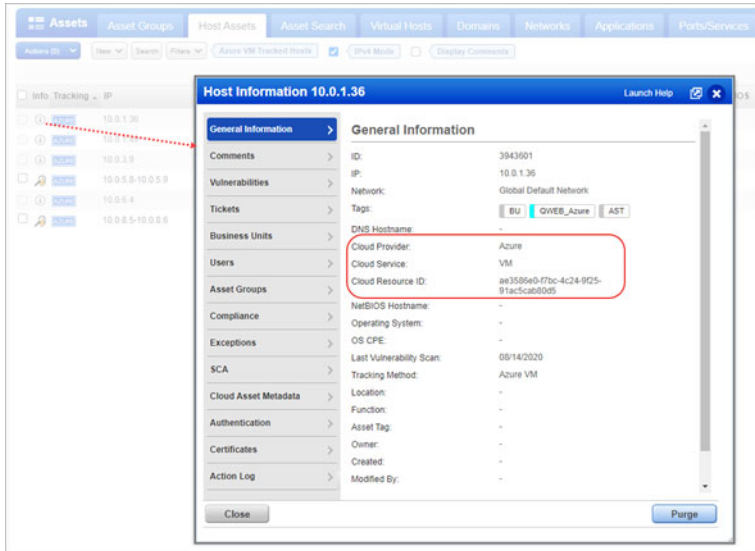 Assets
Asset Groups
Host Assets
Asset Search
Virtual Hosts
Domains
Networks
Applications
Ports/Services
Actions (0)
New
Search
Filters
Azure VM Tracked Hosts
IPv4 Mode
Display Comments
Info Tracking IP
OS
AZURE 10.0.1.36
AZURE
AZURE 10.0.3.9
AZURE 10.0.5.8-10.0.5.9
AZURE 10.0.6.4
AZURE 10.0.8.5-10.0.8.6
Host Information 10.0.1.36
Launch Help
General Information
Comments
Vulnerabilities
Tickets
Business Units
Users
Asset Groups
Compliance
Exceptions
SCA
Cloud Asset Metadata
Authentication
Certificates
Action Log
General Information
ID: 3943601
IP: 10.0.1.36
Network: Global Default Network
Tags: BU QWEB_Azure AST
DNS Hostname: -
Cloud Provider: Azure
Cloud Service: VM
Cloud Resource ID: ae3586e0-f7bc-4c24-9f25-
91ac5cab80d5
NetBIOS Hostname: -
Operating System: -
OS CPE: -
Last Vulnerability Scan: 08/14/2020
Tracking Method: Azure VM
Location: -
Function: -
Asset Tag: -
Owner: -
Created: -
Modified By: -
Close
Purge